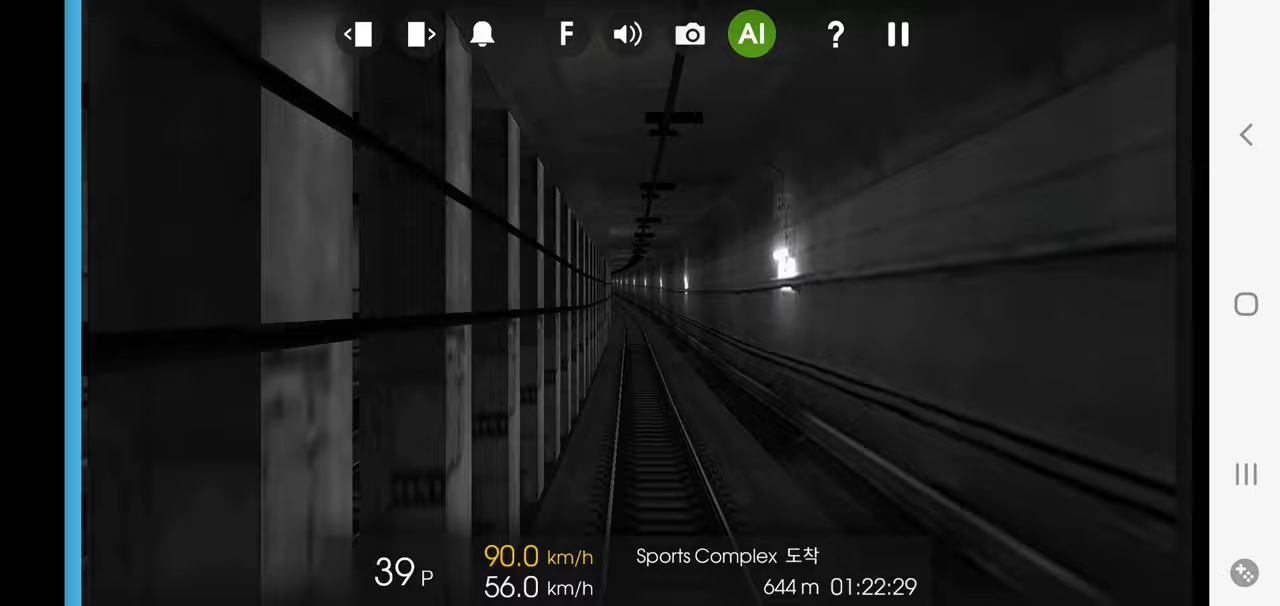 F
AI
?
39 P
90.0 km/h
56.0 km/h
Sports Complex 도착
644 m 01:22:29